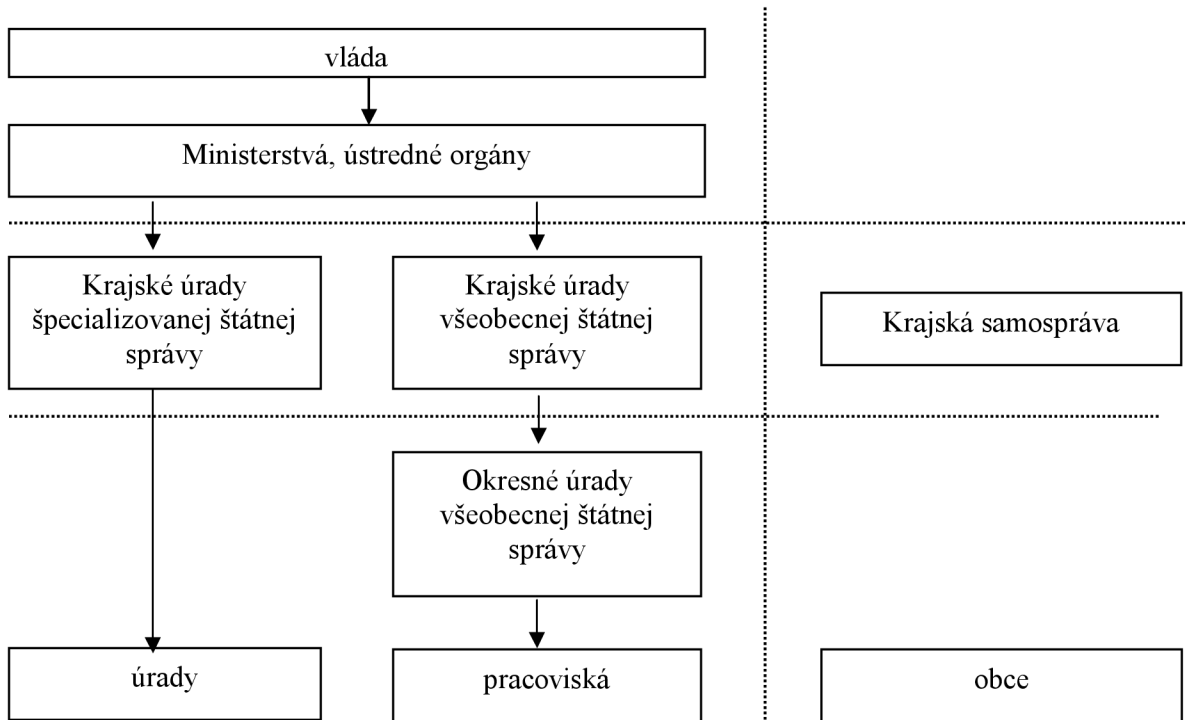 vláda
Ministerstvá, ústredné orgány
Krajské úrady
špecializovanej štátnej
správy
Krajské úrady
všeobecnej štátnej
správy
Krajská samospráva
Okresné úrady
všeobecnej štátnej
správy
úrady
pracoviská
obce